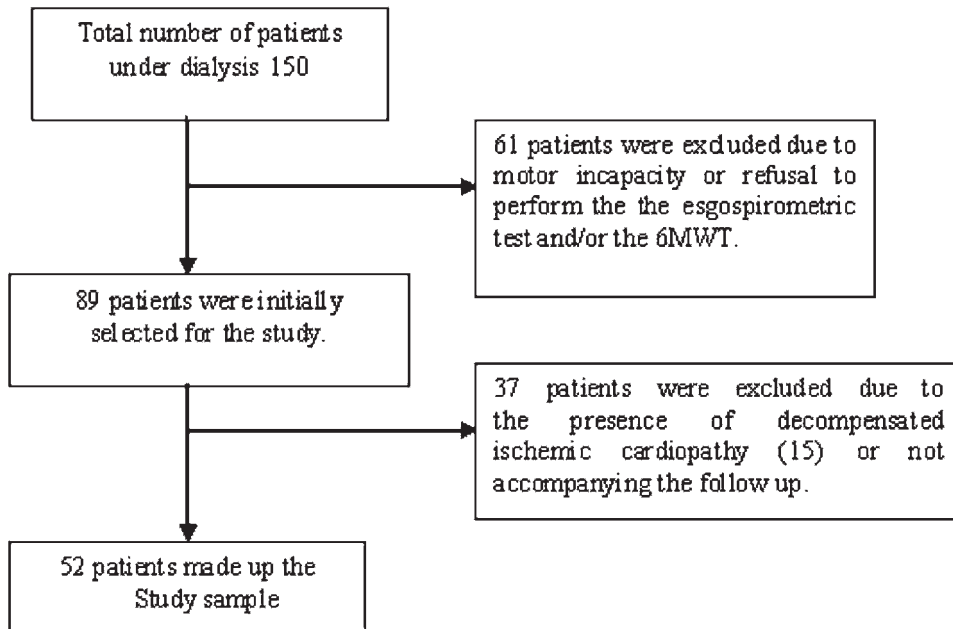 Total number of patients
under dialysis 150
61 patients were excluded due to
motor incapacity or refusal to
perform the the esgospirometric
test and/or the 6MWT.
89 patients were initially
selected for the study.
37 patients were excluded due to
the presence of decompensated
ischemic cardiopathy (15) or not
accompanying the follow up.
52 patients made up the
Study sample